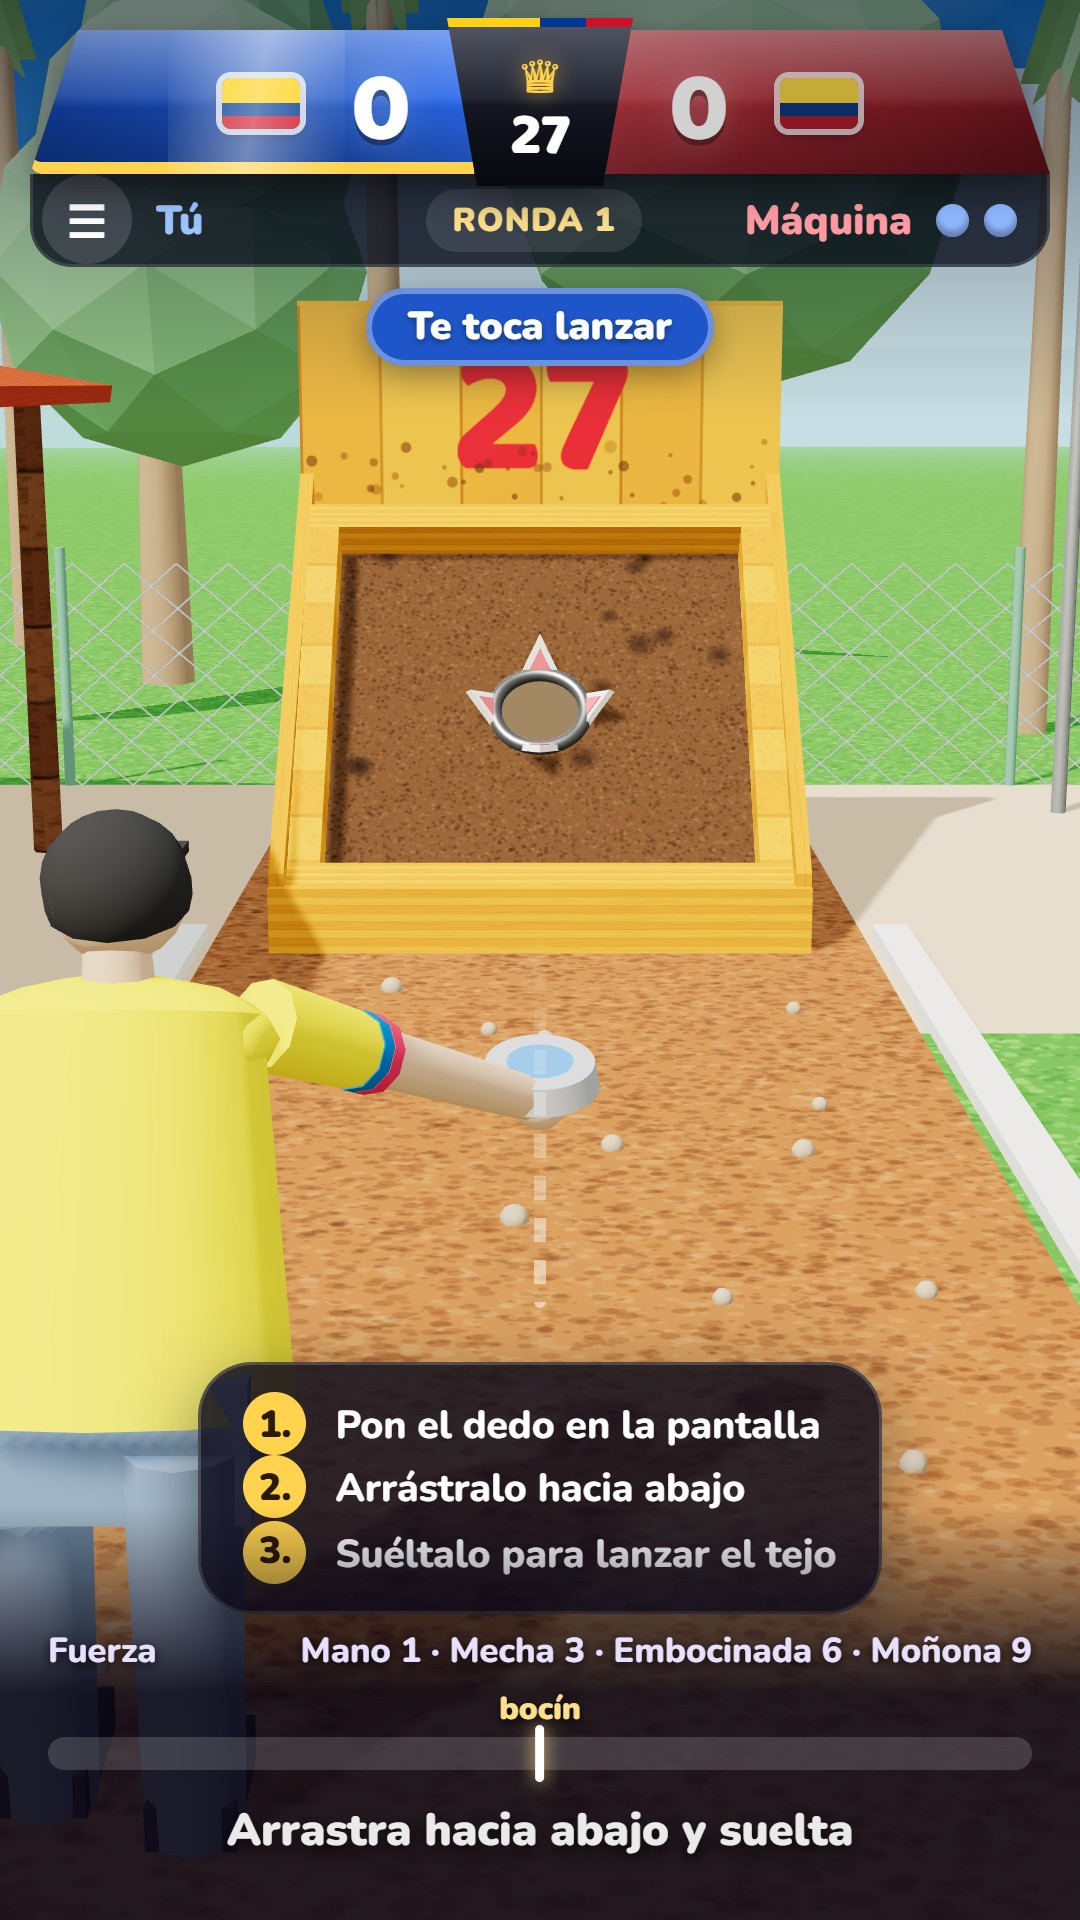 0
27
0
Tú
RONDA 1
Máquina
Te toca lanzar
27
1. Pon el dedo en la pantalla
2. Arrástralo hacia abajo
3. Suéltalo para lanzar el tejo
Fuerza
Mano 1 · Mecha 3 · Embocinada 6 · Moñona 9
bocín
Arrastra hacia abajo y suelta